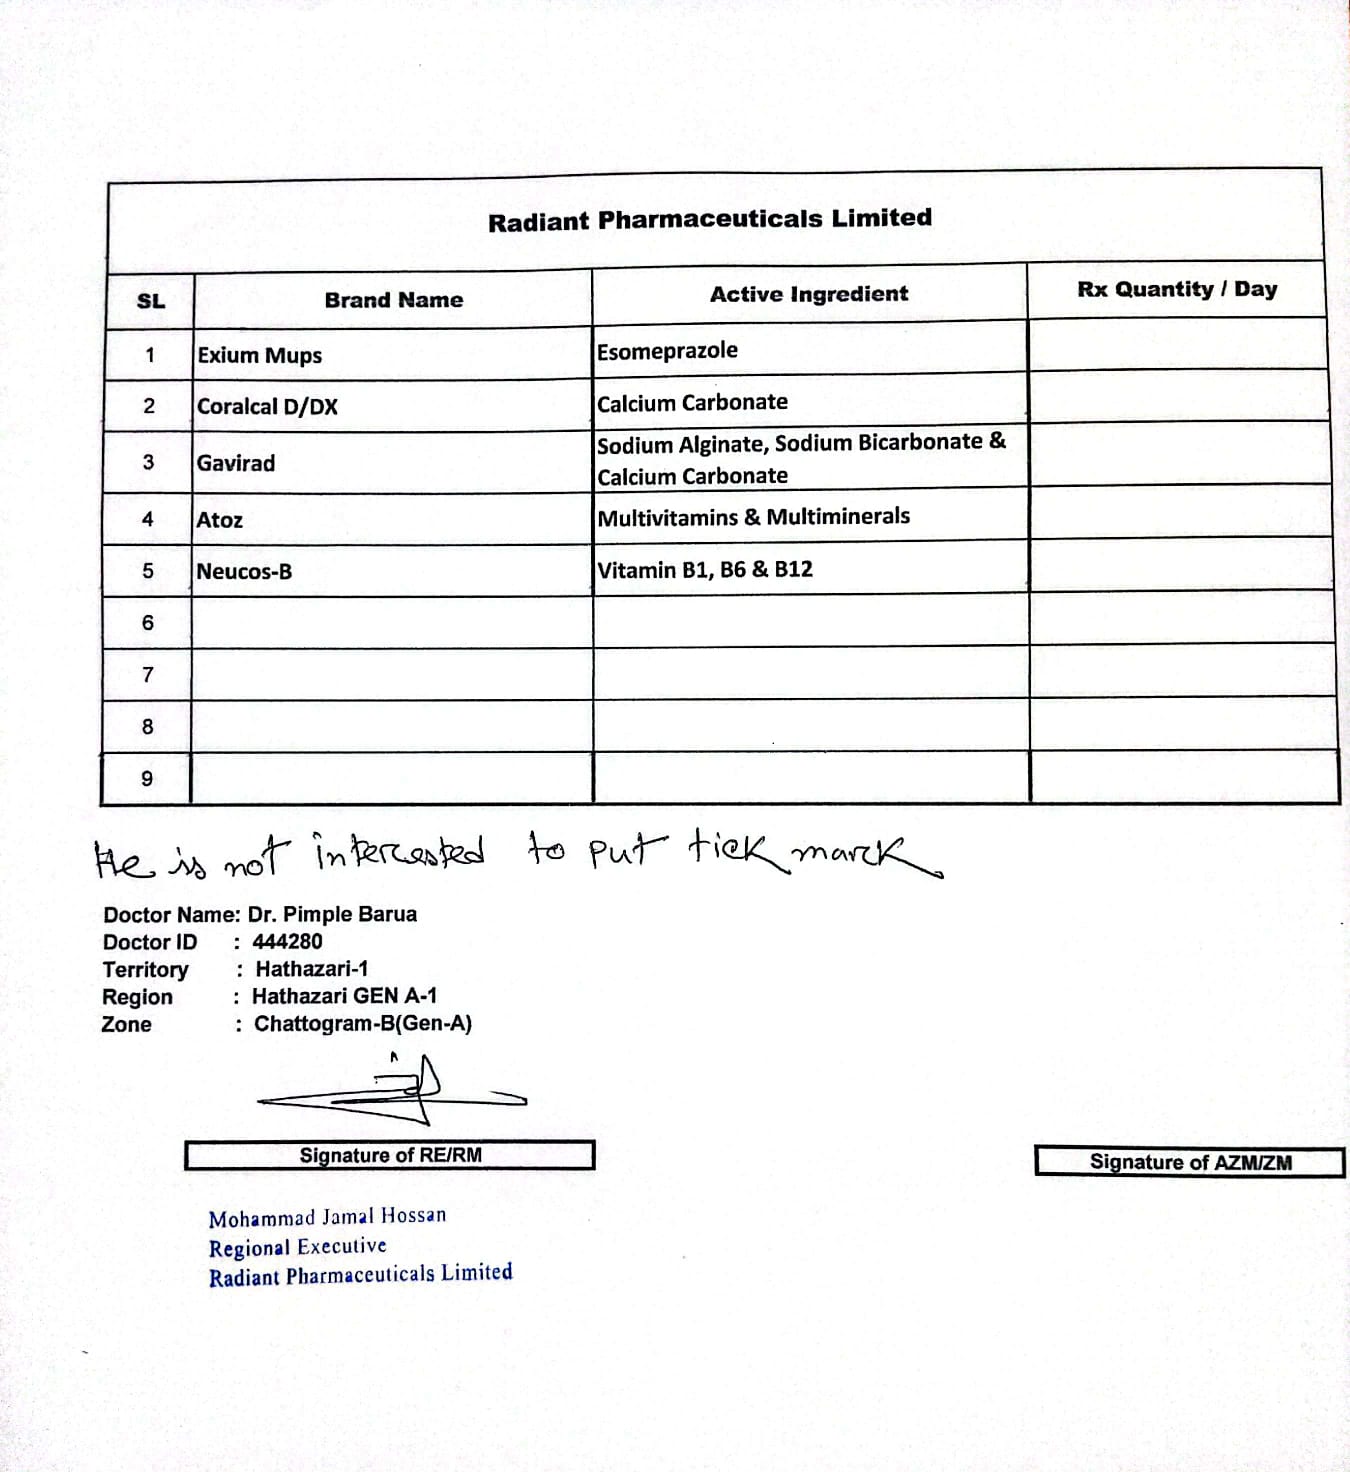 Radiant Pharmaceuticals Limited
SL Brand Name Active Ingredient Rx Quantity / Day
1 Exium Mups Esomeprazole
2 Coralcal D/DX Calcium Carbonate
3 Gavirad Sodium Alginate, Sodium Bicarbonate &
Calcium Carbonate
4 Atoz Multivitamins & Multiminerals
5 Neucos-B Vitamin B1, B6 & B12
6
7
8
9
He is not interested to put tick marck
Doctor Name: Dr. Pimple Barua
Doctor ID : 444280
Territory : Hathazari-1
Region : Hathazari GEN A-1
Zone : Chattogram-B(Gen-A)
Signature of RE/RM Signature of AZM/ZM
Mohammad Jamal Hossan
Regional Executive
Radiant Pharmaceuticals Limited